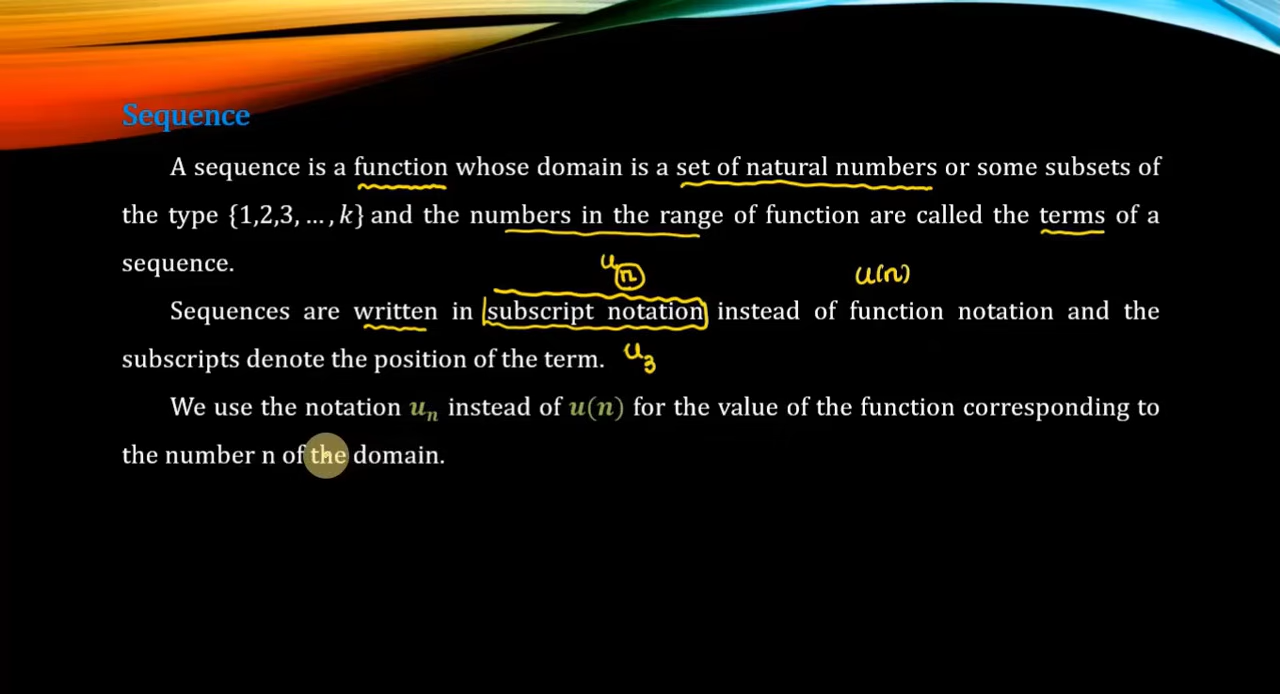 Sequence
A sequence is a function whose domain is a set of natural numbers or some subsets of
the type {1,2,3, … , k} and the numbers in the range of function are called the terms of a
sequence.
uₙ u(n)
Sequences are written in subscript notation instead of function notation and the
subscripts denote the position of the term. u₃
We use the notation uₙ instead of u(n) for the value of the function corresponding to
the number n of the domain.